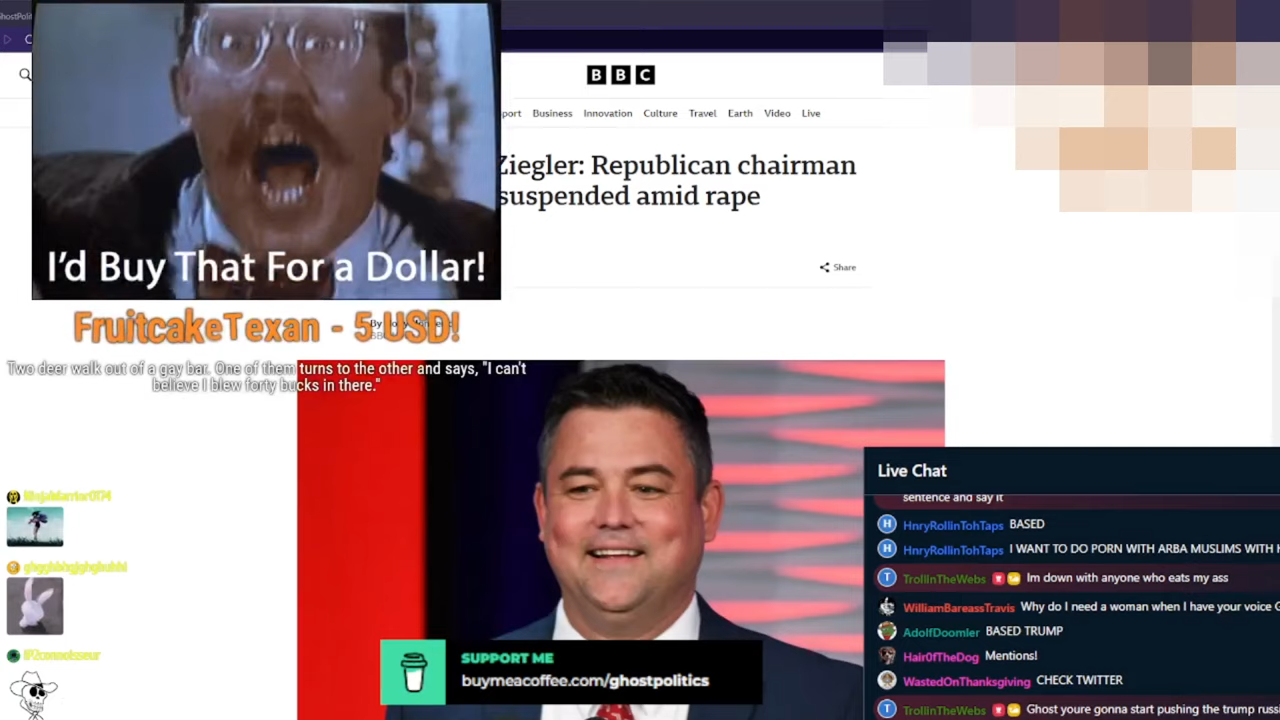 BBC
Business Innovation Culture Travel Earth Video Live
Ziegler: Republican chairman
suspended amid rape
Share
I'd Buy That For a Dollar!
FruitcakeTexan - 5 USD!
By
Two deer walk out of a gay bar. One of them turns to the other and says, "I can't
believe I blew forty bucks in there."
NinjaWarrior0174
SUPPORT ME
buymeacoffee.com/ghostpolitics
Live Chat
sentence and say it
HnryRollinTohTaps BASED
HnryRollinTohTaps I WANT TO DO PORN WITH ARBA MUSLIMS WITH
TrollInTheWebs Im down with anyone who eats my ass
WilliamBareassTravis Why do I need a woman when I have your voice G
AdolfDoomler BASED TRUMP
Hair0fTheDog Mentions!
WastedOnThanksgiving CHECK TWITTER
TrollInTheWebs Ghost youre gonna start pushing the trump russ